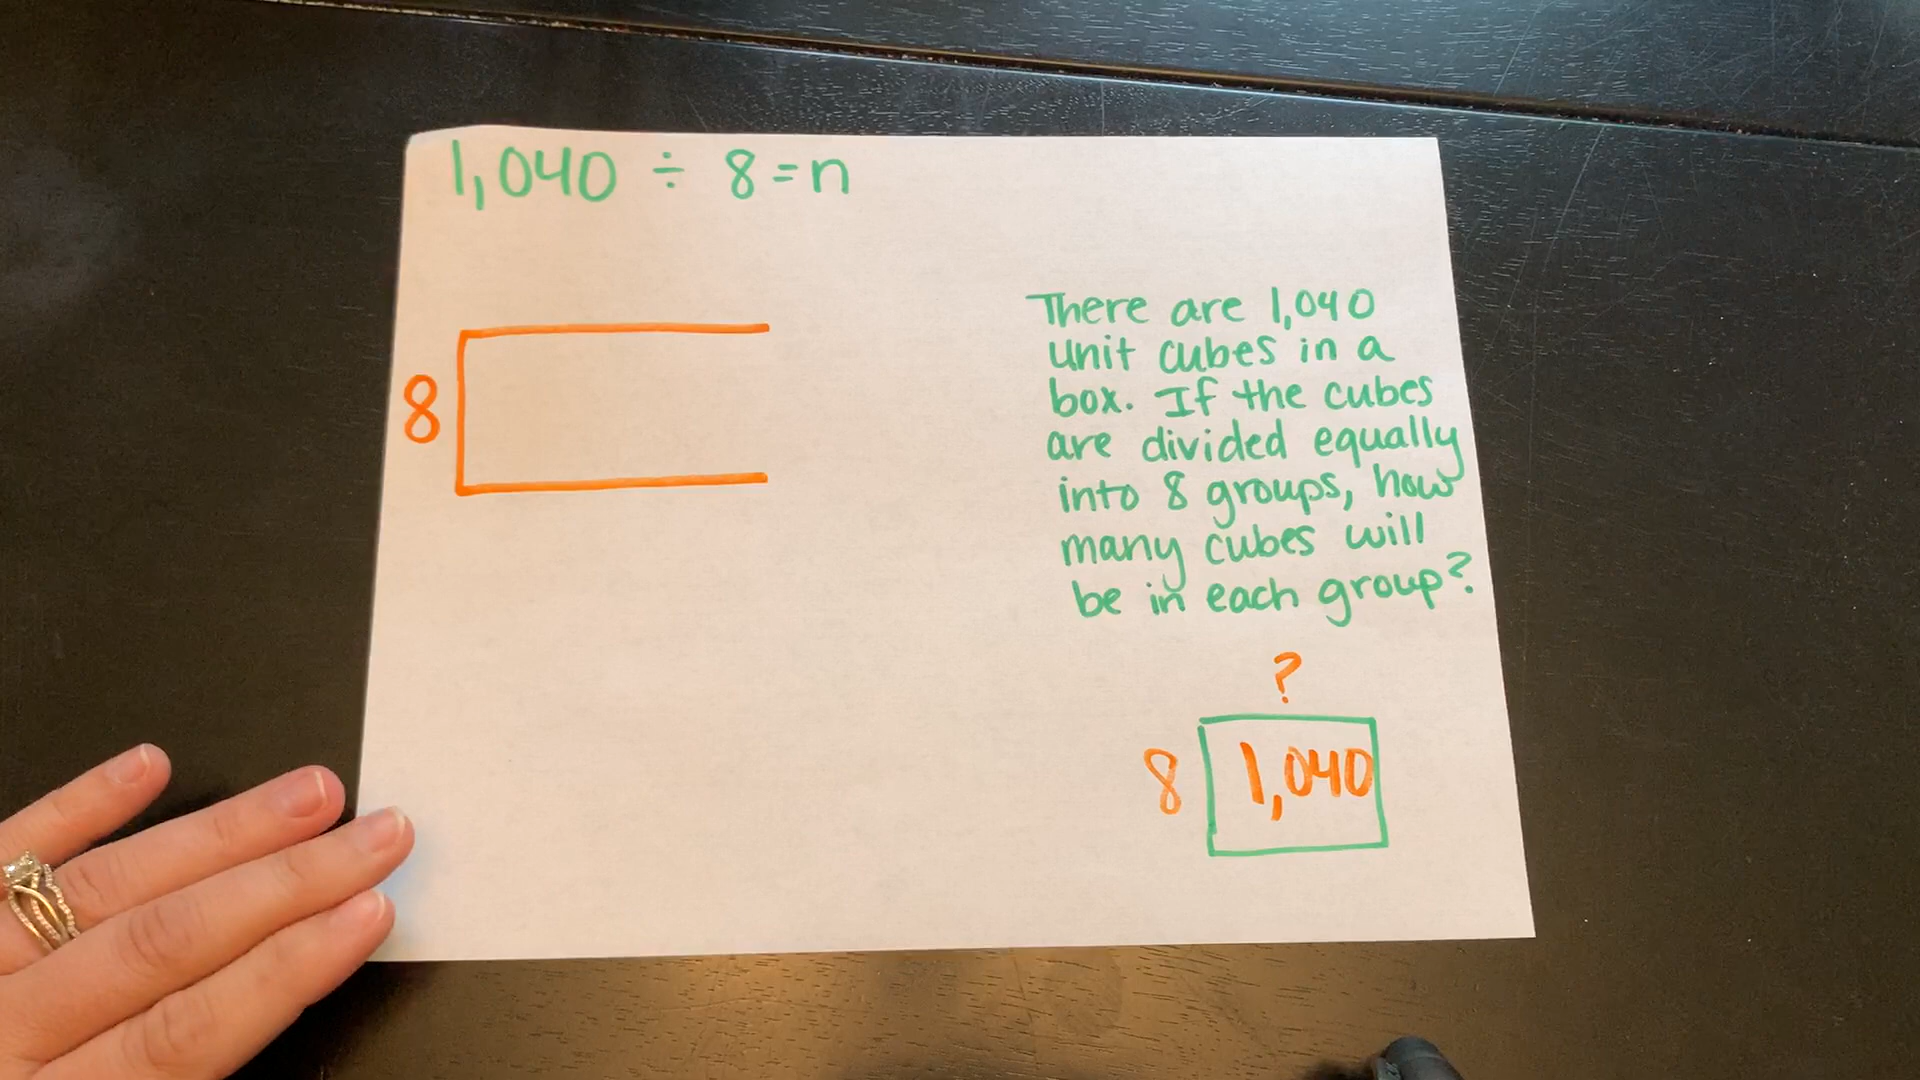 1,040 ÷ 8 = n
8
There are 1,040
unit cubes in a
box. If the cubes
are divided equally
into 8 groups, how
many cubes will
be in each group?
?
8 1,040